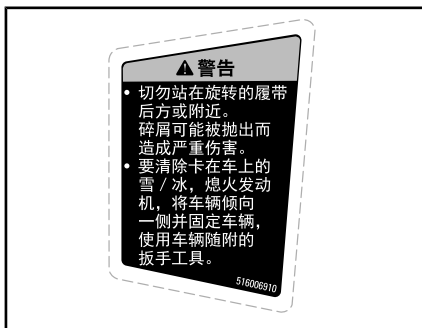 警告
• 切勿站在旋转的履带
后方或附近。
碎屑可能被抛出而
造成严重伤害。
• 要清除卡在车上的
雪 / 冰，熄火发动
机，将车辆倾向
一侧并固定车辆，
使用车辆随附的
扳手工具。
516006910